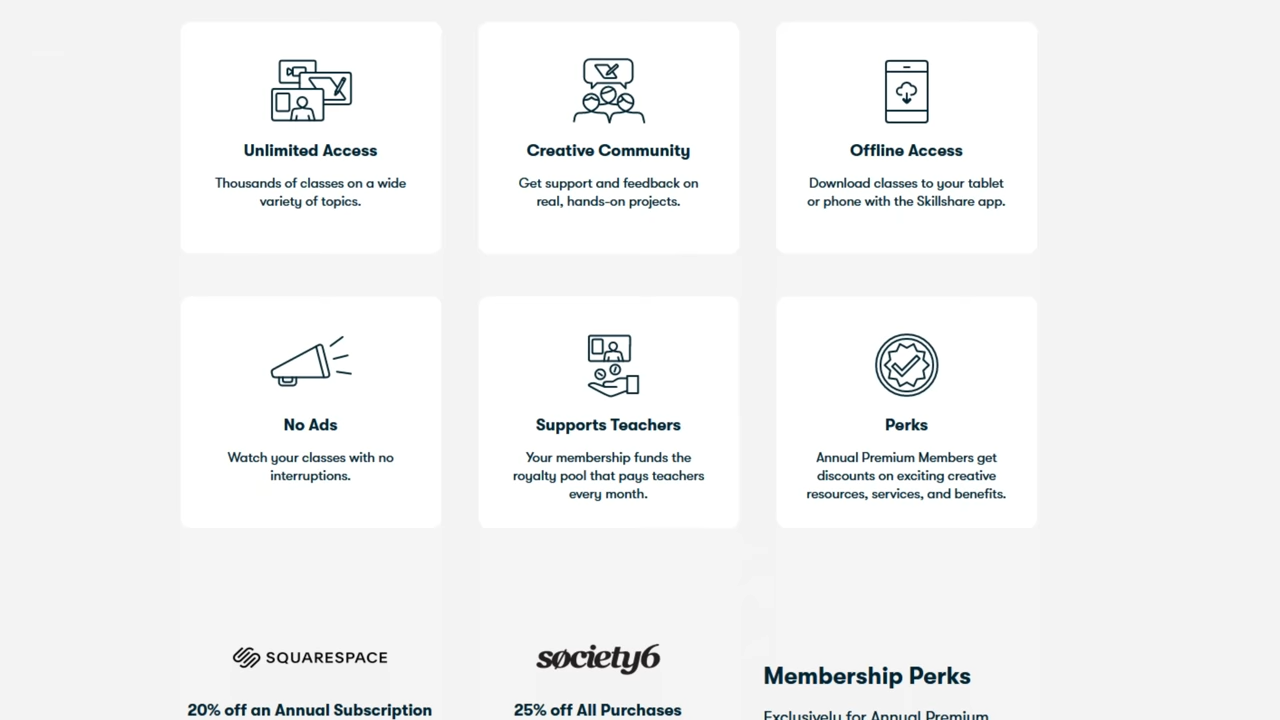 Unlimited Access
Thousands of classes on a wide
variety of topics.
Creative Community
Get support and feedback on
real, hands-on projects.
Offline Access
Download classes to your tablet
or phone with the Skillshare app.
No Ads
Watch your classes with no
interruptions.
Supports Teachers
Your membership funds the
royalty pool that pays teachers
every month.
Perks
Annual Premium Members get
discounts on exciting creative
resources, services, and benefits.
SQUARESPACE
20% off an Annual Subscription
society6
25% off All Purchases
Membership Perks
Exclusively for Annual Premium